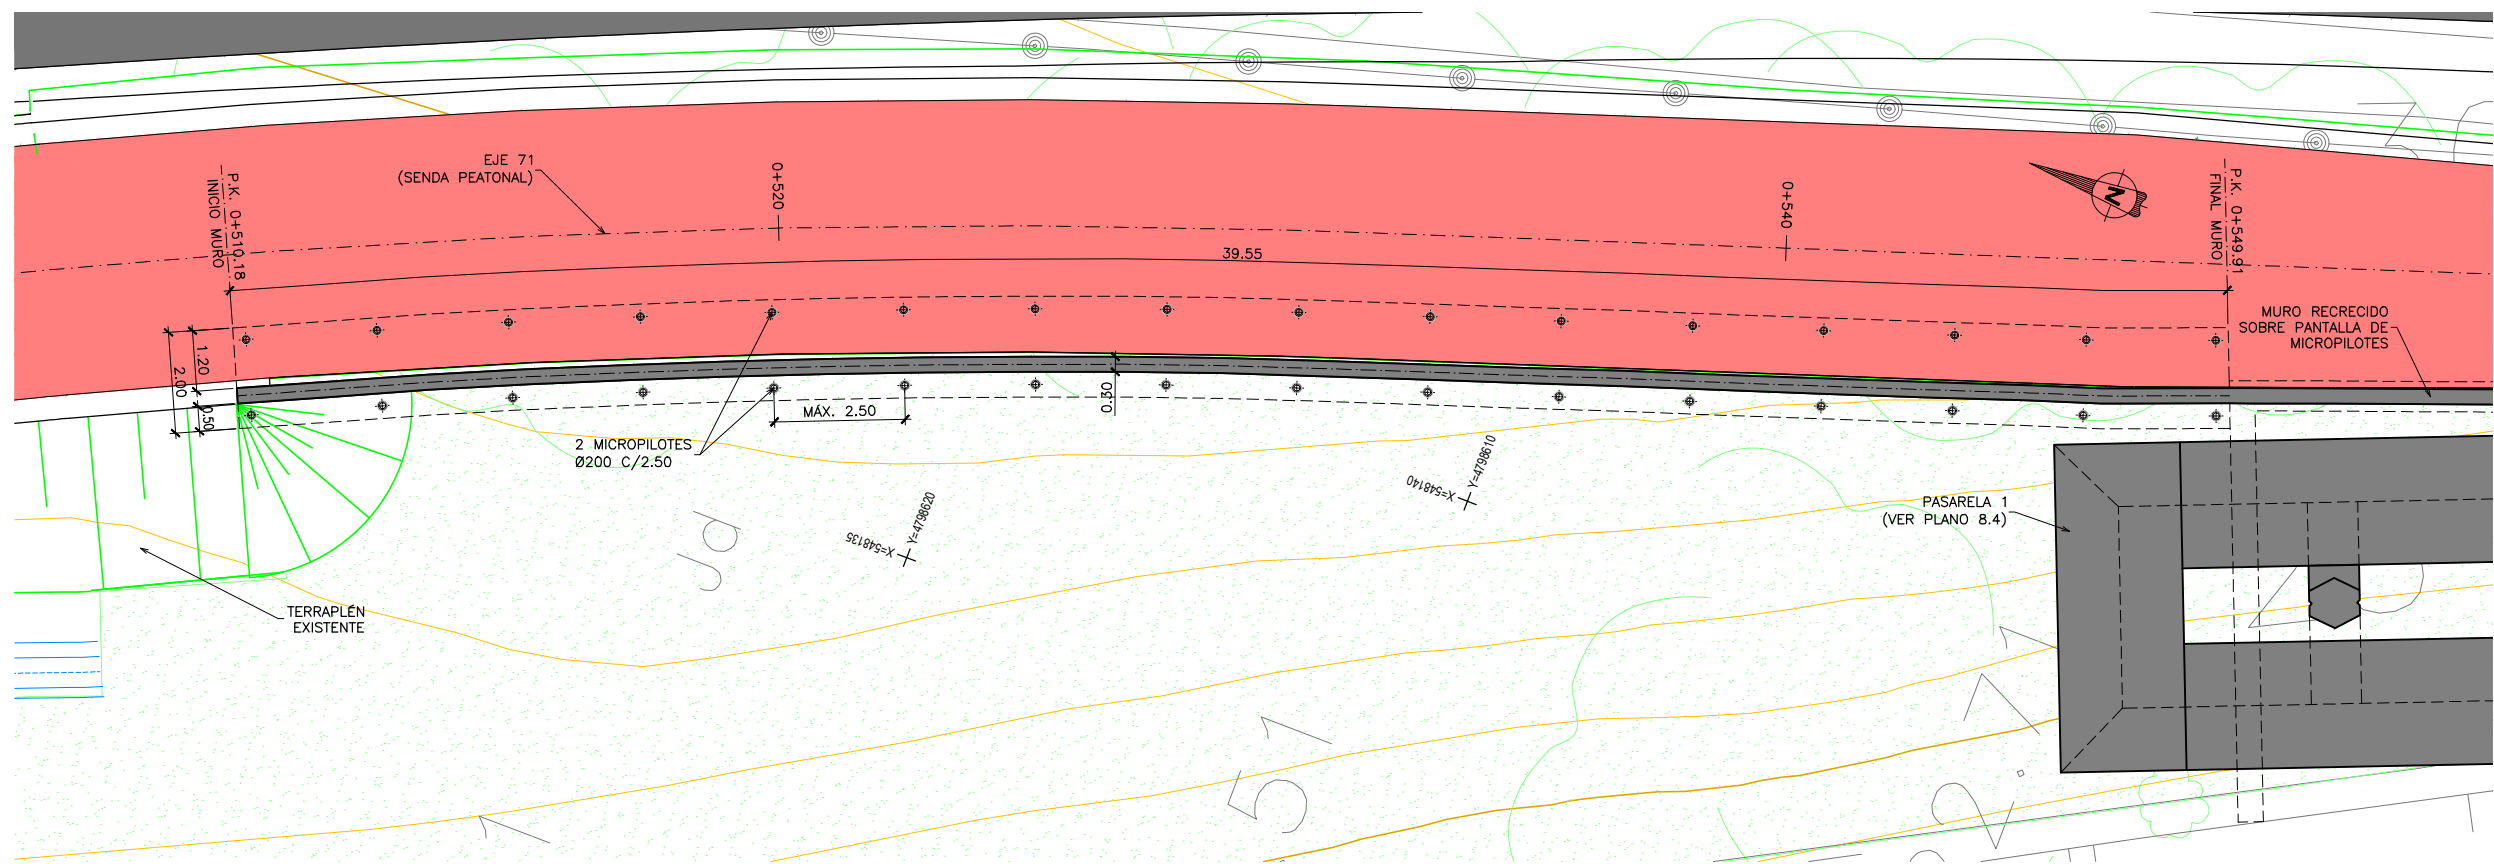 EJE 71
(SENDA PEATONAL)
P.K. 0+510.18
INICIO MURO
0+520
0+540
P.K. 0+549.91
FINAL MURO
N
39.55
MURO RECRECIDO
SOBRE PANTALLA DE
MICROPILOTES
1.20
2.00
0.50
0.30
MÁX. 2.50
2 MICROPILOTES
Ø200 C/2.50
X=548135
Y=4798620
X=548140
Y=4798610
PASARELA 1
(VER PLANO 8.4)
TERRAPLÉN
EXISTENTE